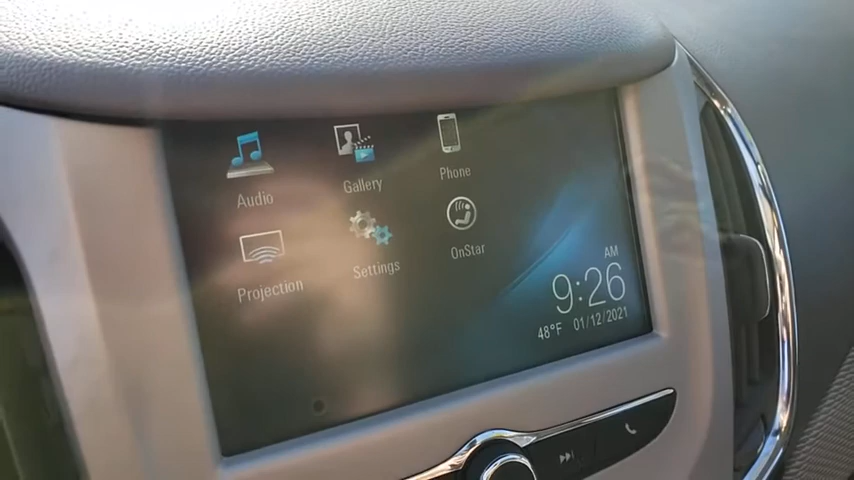 Audio
Gallery
Phone
Projection
Settings
OnStar
AM
9:26
48°F 01/12/2021